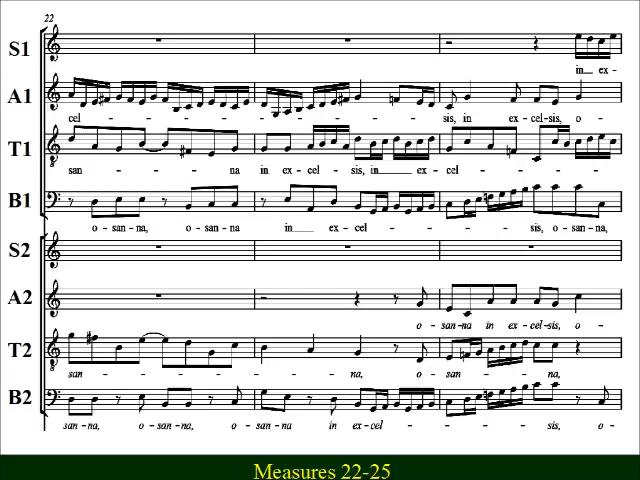 22
S1
in ex-
A1
cel - sis, in ex-cel-sis, o -
T1
san - na in ex-cel - sis, in ex-cel -
B1
o-san-na, o-san-na in ex-cel - sis, o-san-na,
S2
A2
o-san-na in ex-cel-sis, o -
T2
san - na, o-san - na,
B2
san-na, o-san-na, o-san-na in ex-cel - sis, o -
Measures 22-25